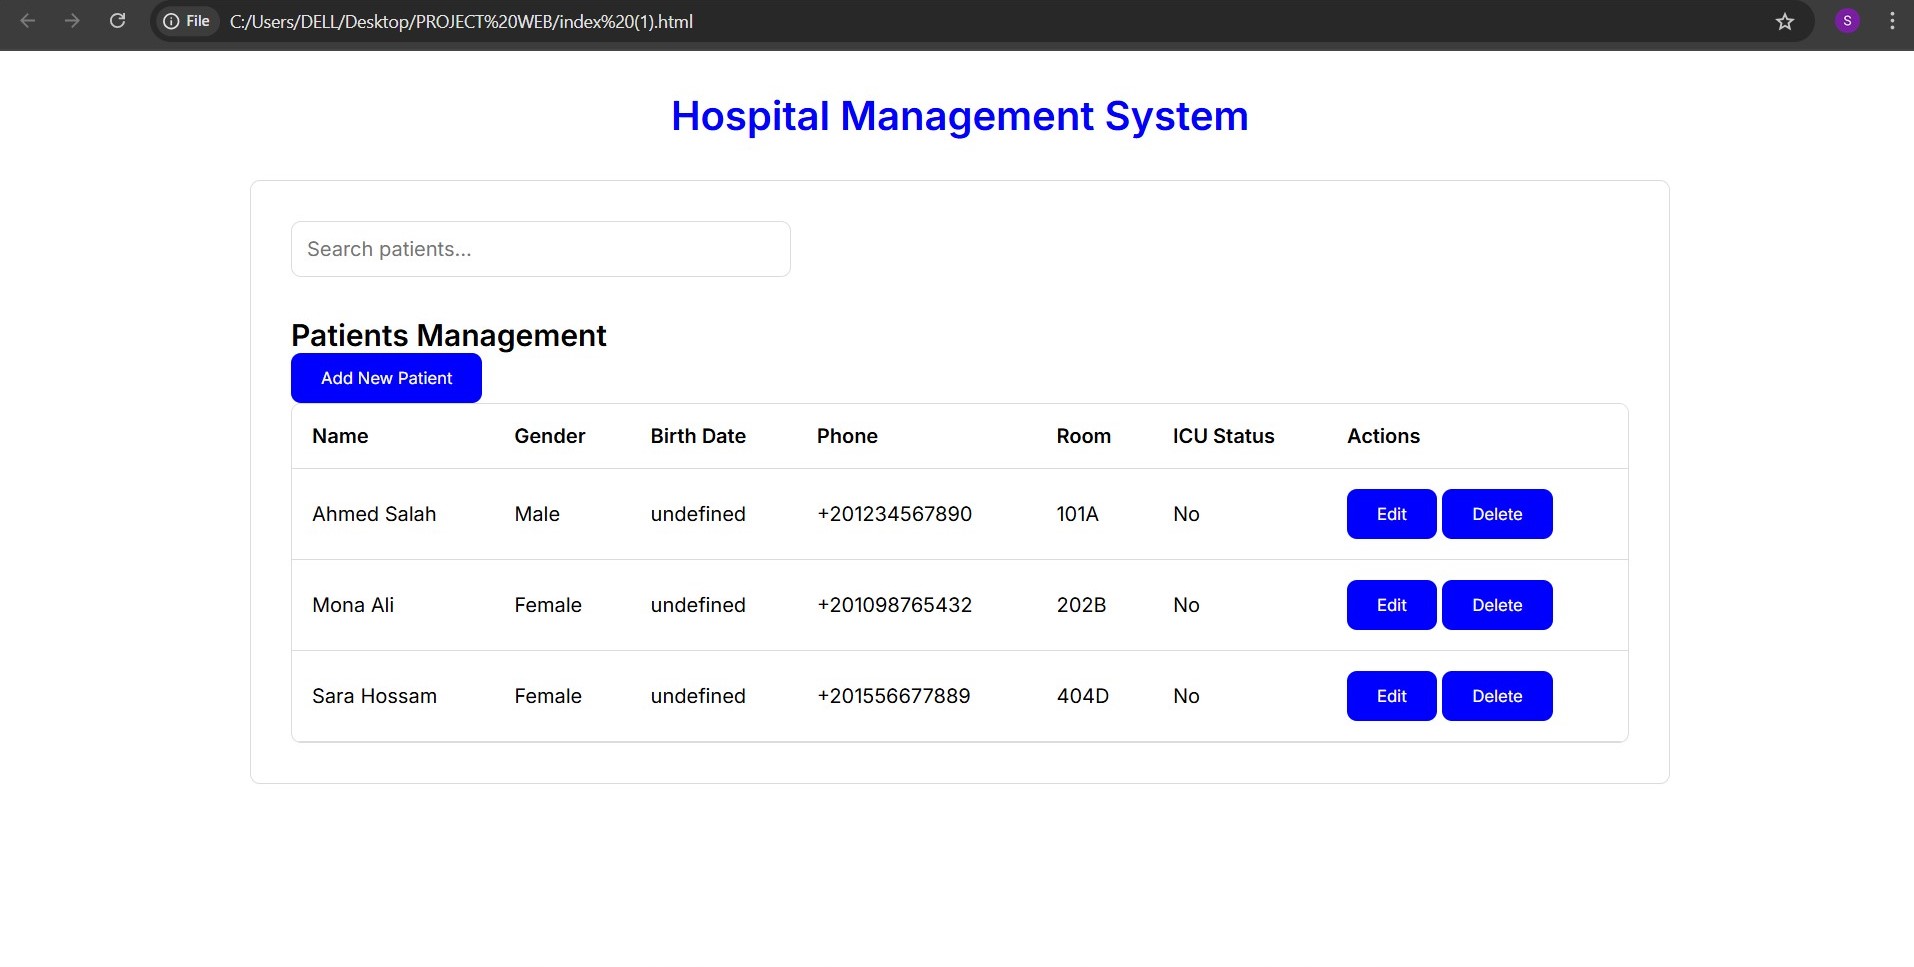 File C:/Users/DELL/Desktop/PROJECT%20WEB/index%20(1).html S
Hospital Management System
Search patients...
Patients Management
Add New Patient
Name Gender Birth Date Phone Room ICU Status Actions
Ahmed Salah Male undefined +201234567890 101A No Edit Delete
Mona Ali Female undefined +201098765432 202B No Edit Delete
Sara Hossam Female undefined +201556677889 404D No Edit Delete